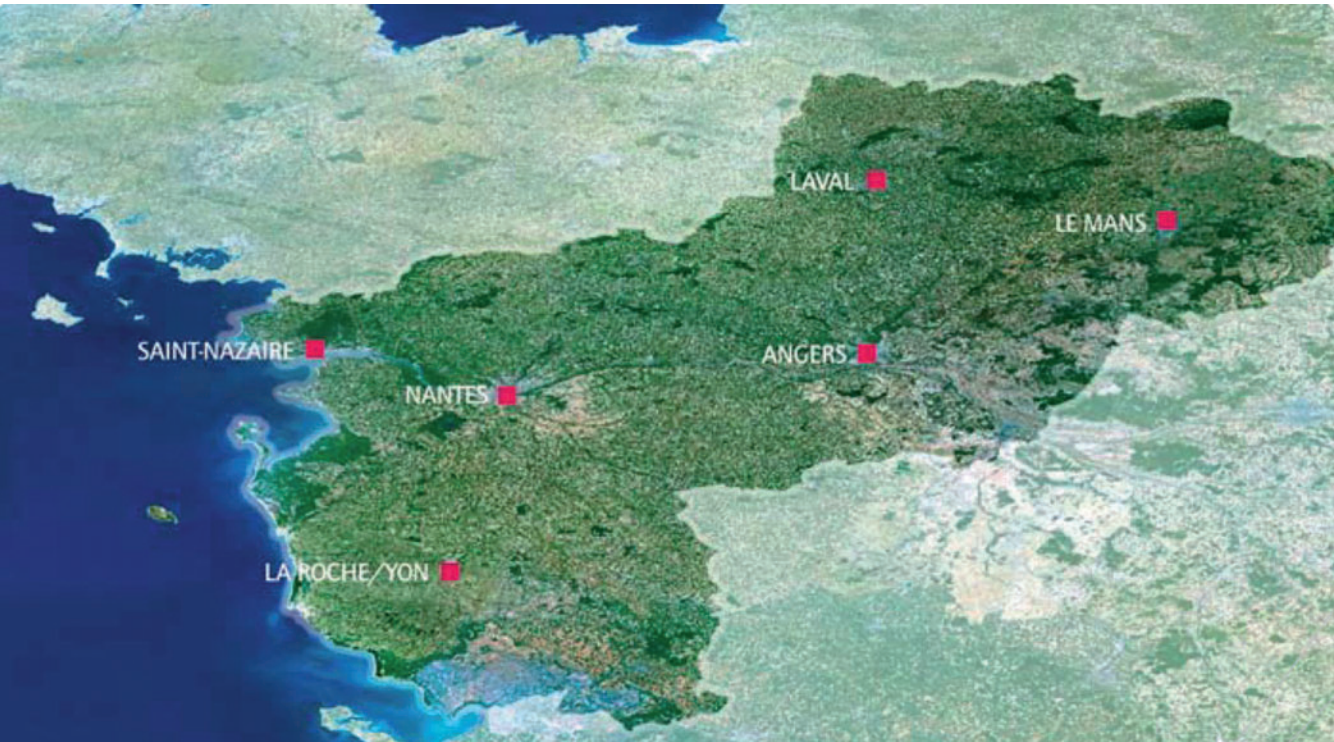 LAVAL
LE MANS
SAINT-NAZAIRE
ANGERS
NANTES
LA ROCHE/YON